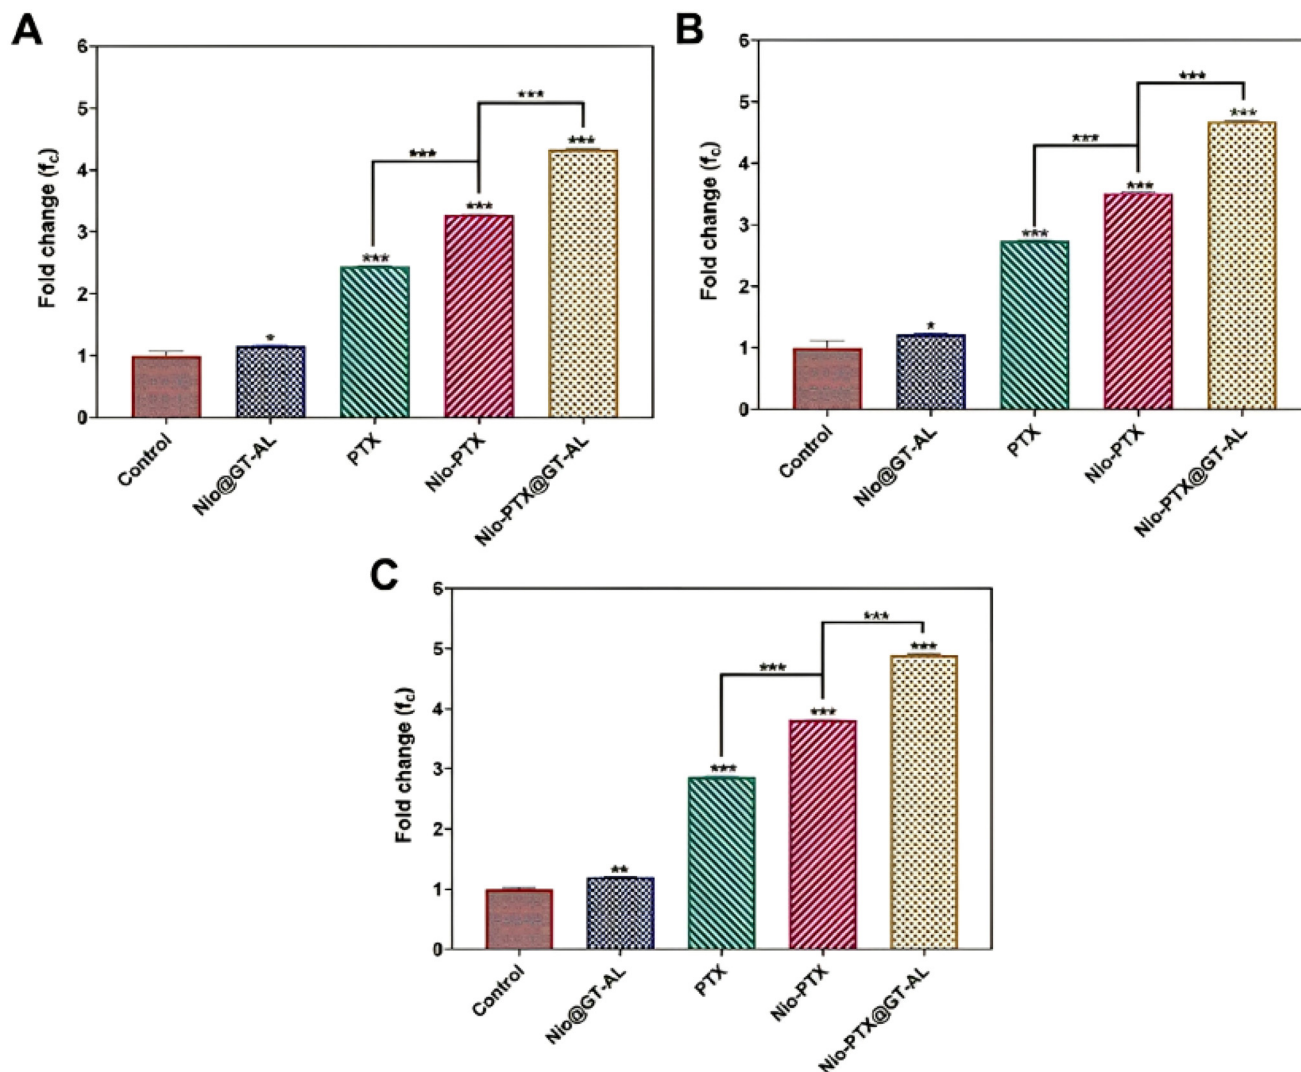 A
Fold change (fc)
6
5
4
3
2
1
0
***
***
***
***
***
*
Control
Nio@GT-AL
PTX
Nio-PTX
Nio-PTX@GT-AL
B
Fold change (fc)
6
5
4
3
2
1
0
***
***
***
***
***
*
Control
Nio@GT-AL
PTX
Nio-PTX
Nio-PTX@GT-AL
C
Fold change (fc)
6
5
4
3
2
1
0
***
***
***
***
***
**
Control
Nio@GT-AL
PTX
Nio-PTX
Nio-PTX@GT-AL